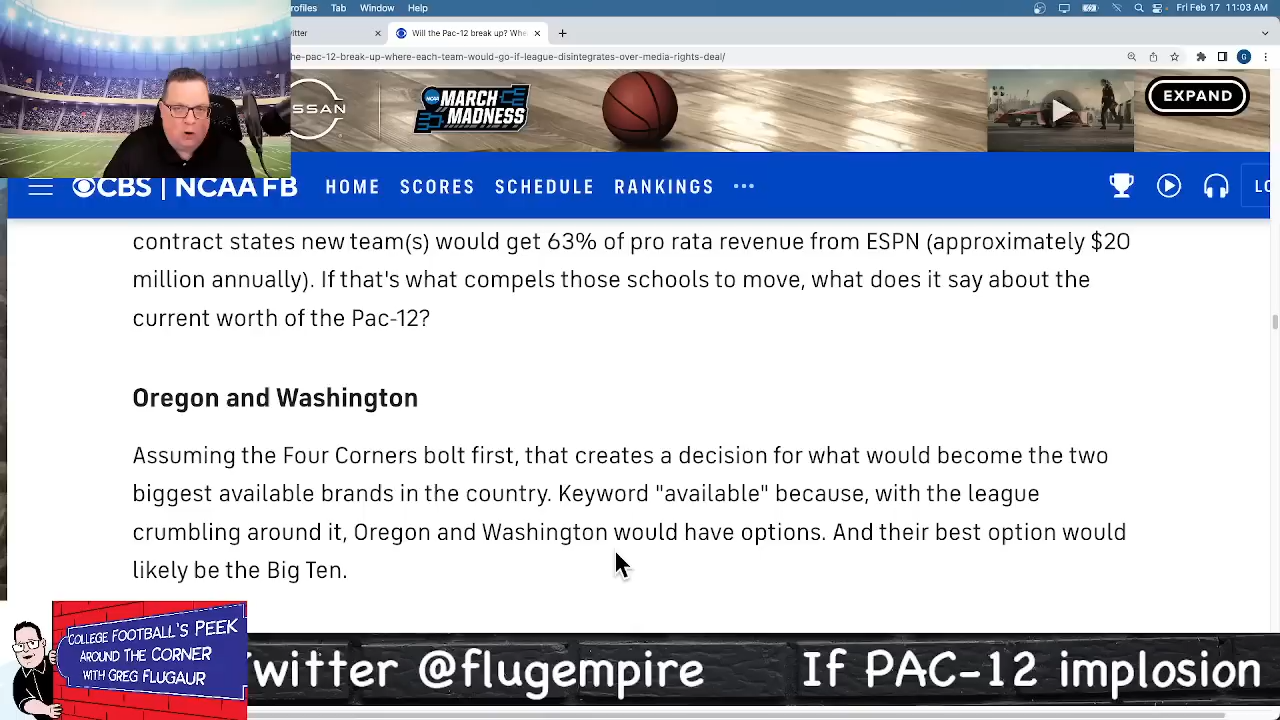 rofiles Tab Window Help Fri Feb 17 11:03 AM
witter Will the Pac-12 break up? Whe
he-pac-12-break-up-where-each-team-would-go-if-league-disintegrates-over-media-rights-deal/ G
NISSAN NCAA MARCH MADNESS EXPAND
CBS | NCAA FB HOME SCORES SCHEDULE RANKINGS ••• LO
contract states new team(s) would get 63% of pro rata revenue from ESPN (approximately $20
million annually). If that's what compels those schools to move, what does it say about the
current worth of the Pac-12?
Oregon and Washington
Assuming the Four Corners bolt first, that creates a decision for what would become the two
biggest available brands in the country. Keyword "available" because, with the league
crumbling around it, Oregon and Washington would have options. And their best option would
likely be the Big Ten.
COLLEGE FOOTBALL'S PEEK
AROUND THE CORNER
WITH GREG FLUGAUR
Twitter @flugempire If PAC-12 implosion